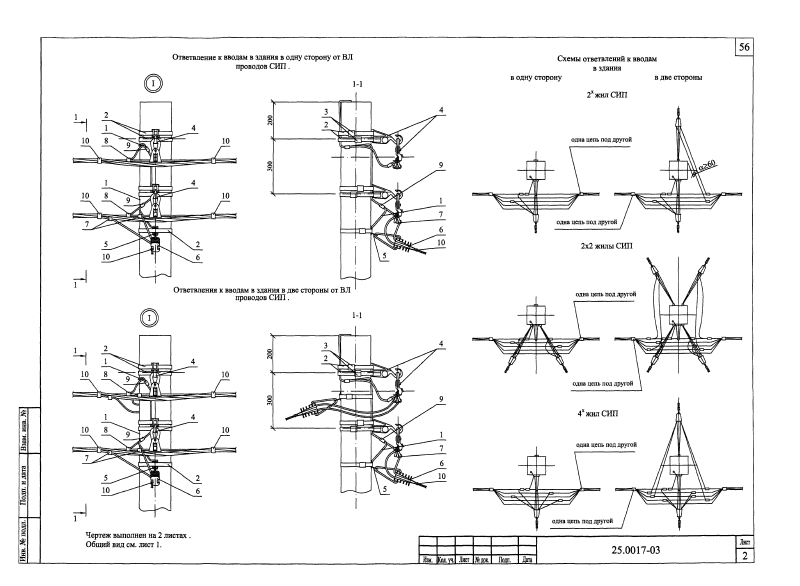 56
Ответвление к вводам в здания в одну сторону от ВЛ
проводов СИП .
I
1-1
1
2
1
10
8
9
4
10
10
8
1
9
4
10
7
5
10
2
6
1
200
300
3
2
4
9
1
7
6
10
5
Ответвления к вводам в здания в две стороны от ВЛ
проводов СИП .
I
1-1
1
2
1
10
8
9
4
10
10
8
1
9
4
10
7
5
10
2
6
1
200
300
3
2
4
9
1
7
6
10
5
Чертеж выполнен на 2 листах .
Общий вид см. лист 1.
Схемы ответвлений к вводам
в здания
в одну сторону
в две стороны
2х жил СИП
одна цепь под другой
⌀260
одна цепь под другой
2х2 жилы СИП
одна цепь под другой
одна цепь под другой
4х жил СИП
одна цепь под другой
одна цепь под другой
Взам. инв. №
Подп. и дата
Инв. № подл.
Изм. Кол. уч. Лист № док. Подп. Дата
25.0017-03
Лист
2